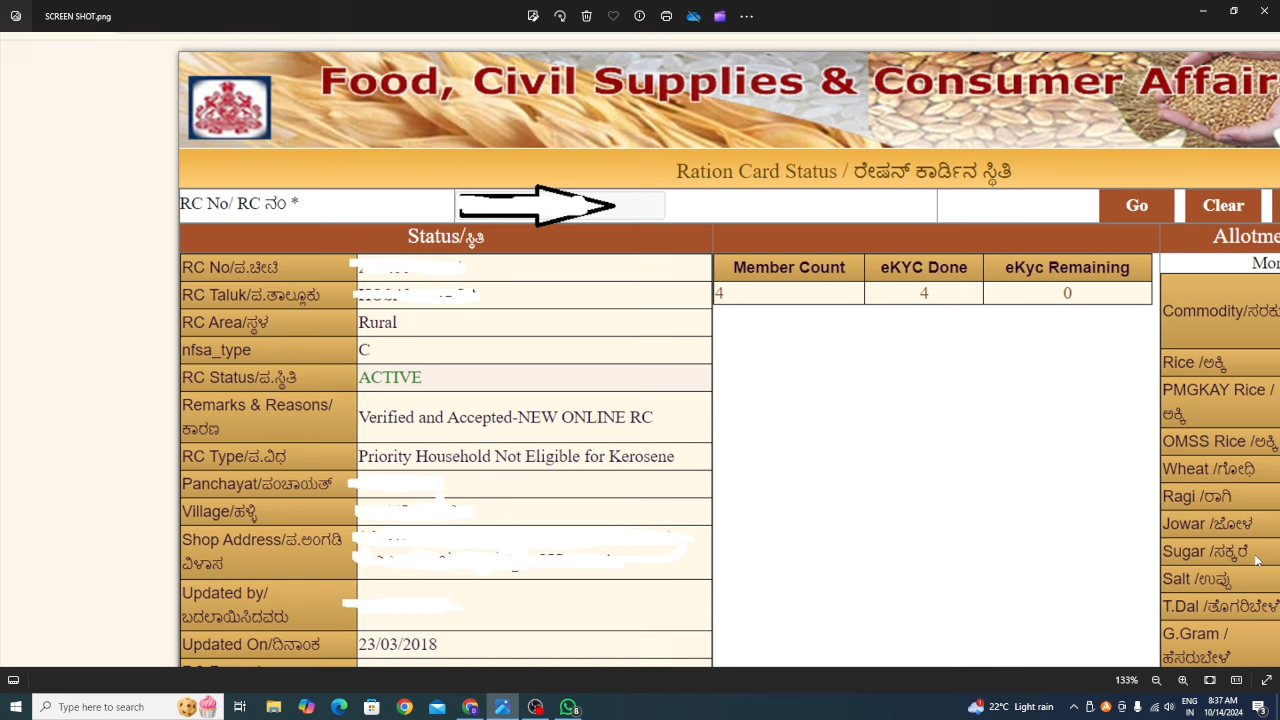 SCREEN SHOT.png
Food, Civil Supplies & Consumer Affair
Ration Card Status / ರೇಷನ್ ಕಾರ್ಡಿನ ಸ್ಥಿತಿ
RC No/ RC ನಂ *
Go
Clear
Status/ಸ್ಥಿತಿ
Allotme
RC No/ಪ.ಚೀಟಿ
Member Count
eKYC Done
eKyc Remaining
Mon
RC Taluk/ಪ.ತಾಲ್ಲೂಕು
4
4
0
RC Area/ಸ್ಥಳ
Rural
Commodity/ಸರಕು
nfsa_type
C
RC Status/ಪ.ಸ್ಥಿತಿ
ACTIVE
Rice /ಅಕ್ಕಿ
Remarks & Reasons/
ಕಾರಣ
Verified and Accepted-NEW ONLINE RC
PMGKAY Rice /
ಅಕ್ಕಿ
OMSS Rice /ಅಕ್ಕಿ
RC Type/ಪ.ವಿಧ
Priority Household Not Eligible for Kerosene
Wheat /ಗೋಧಿ
Panchayat/ಪಂಚಾಯತ್
Ragi /ರಾಗಿ
Village/ಹಳ್ಳಿ
Jowar /ಜೋಳ
Shop Address/ಪ.ಅಂಗಡಿ
ವಿಳಾಸ
Sugar /ಸಕ್ಕರೆ
Salt /ಉಪ್ಪು
Updated by/
ಬದಲಾಯಿಸಿದವರು
T.Dal /ತೊಗರಿಬೇಳೆ
Updated On/ದಿನಾಂಕ
23/03/2018
G.Gram /
ಹೆಸರುಬೇಳೆ
133%
Type here to search
22°C Light rain
ENG
IN
8:37 AM
10/14/2024